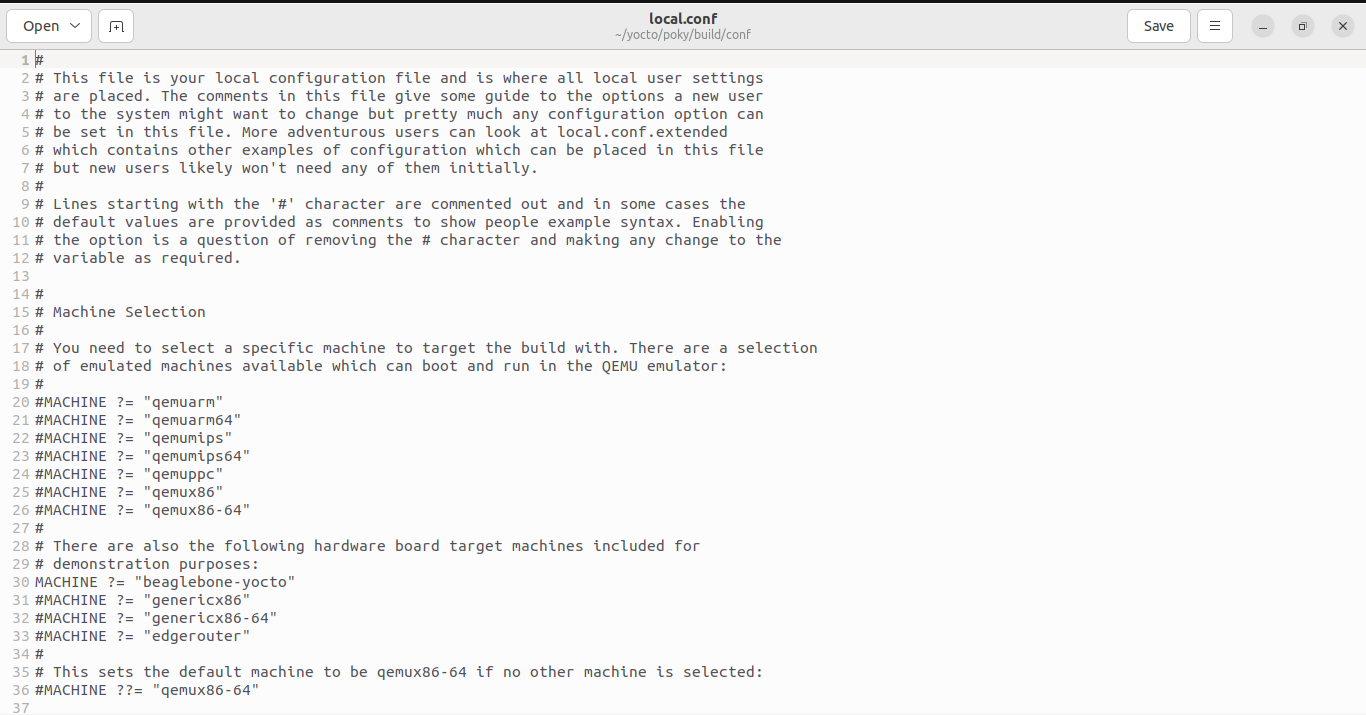 Open
local.conf
~/yocto/poky/build/conf
Save
1 #
2 # This file is your local configuration file and is where all local user settings
3 # are placed. The comments in this file give some guide to the options a new user
4 # to the system might want to change but pretty much any configuration option can
5 # be set in this file. More adventurous users can look at local.conf.extended
6 # which contains other examples of configuration which can be placed in this file
7 # but new users likely won't need any of them initially.
8 #
9 # Lines starting with the '#' character are commented out and in some cases the
10 # default values are provided as comments to show people example syntax. Enabling
11 # the option is a question of removing the # character and making any change to the
12 # variable as required.
13
14 #
15 # Machine Selection
16 #
17 # You need to select a specific machine to target the build with. There are a selection
18 # of emulated machines available which can boot and run in the QEMU emulator:
19 #
20 #MACHINE ?= "qemuarm"
21 #MACHINE ?= "qemuarm64"
22 #MACHINE ?= "qemumips"
23 #MACHINE ?= "qemumips64"
24 #MACHINE ?= "qemuppc"
25 #MACHINE ?= "qemux86"
26 #MACHINE ?= "qemux86-64"
27 #
28 # There are also the following hardware board target machines included for
29 # demonstration purposes:
30 MACHINE ?= "beaglebone-yocto"
31 #MACHINE ?= "genericx86"
32 #MACHINE ?= "genericx86-64"
33 #MACHINE ?= "edgerouter"
34 #
35 # This sets the default machine to be qemux86-64 if no other machine is selected:
36 #MACHINE ??= "qemux86-64"
37